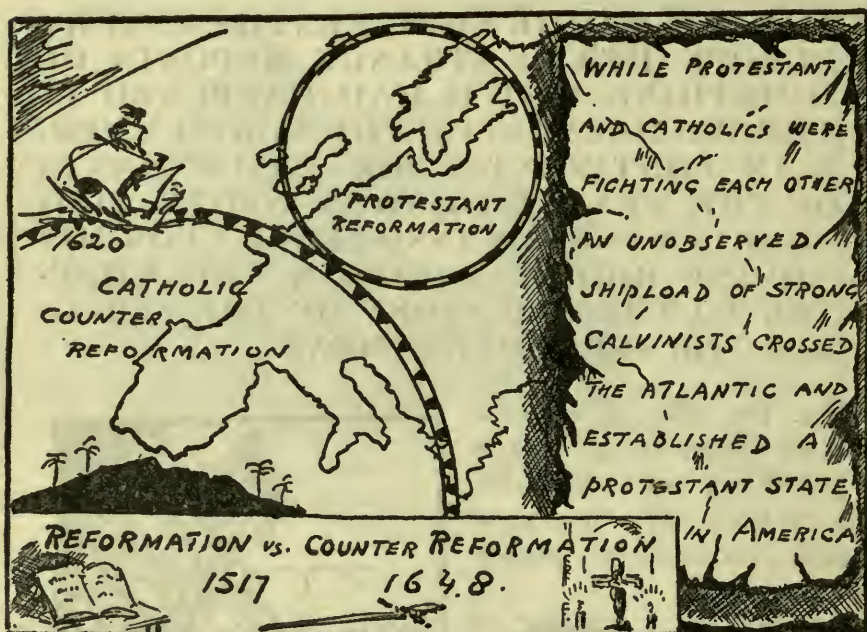 PROTESTANT
REFORMATION
1620
CATHOLIC
COUNTER
REFORMATION
WHILE PROTESTANT
AND CATHOLICS WERE
FIGHTING EACH OTHER
AN UNOBSERVED
SHIPLOAD OF STRONG
CALVINISTS CROSSED
THE ATLANTIC AND
ESTABLISHED A
PROTESTANT STATE
IN AMERICA
REFORMATION VS. COUNTER REFORMATION
1517 1648.